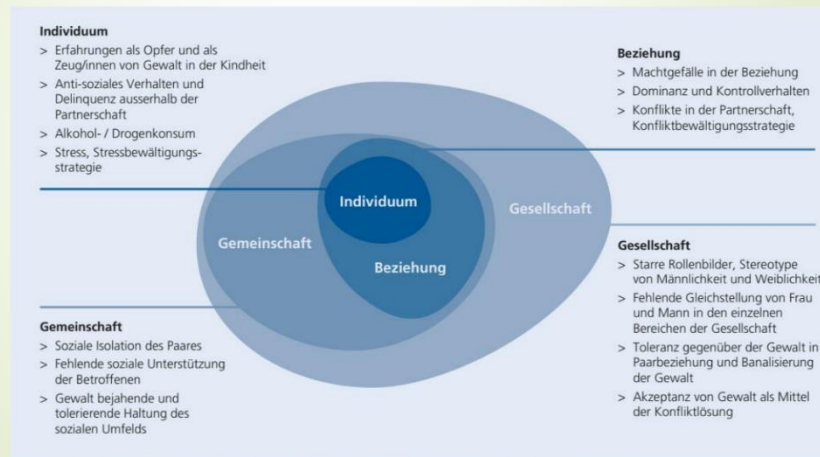 Individuum
> Erfahrungen als Opfer und als
Zeug/innen von Gewalt in der Kindheit
> Anti-soziales Verhalten und
Delinquenz ausserhalb der
Partnerschaft
> Alkohol- / Drogenkonsum
> Stress, Stressbewältigungs-
strategie
Beziehung
> Machtgefälle in der Beziehung
> Dominanz und Kontrollverhalten
> Konflikte in der Partnerschaft,
Konfliktbewältigungsstrategie
Individuum
Gesellschaft
Gemeinschaft
Beziehung
Gemeinschaft
> Soziale Isolation des Paares
> Fehlende soziale Unterstützung
der Betroffenen
> Gewalt bejahende und
tolerierende Haltung des
sozialen Umfelds
Gesellschaft
> Starre Rollenbilder, Stereotype
von Männlichkeit und Weiblichkeit
> Fehlende Gleichstellung von Frau
und Mann in den einzelnen
Bereichen der Gesellschaft
> Toleranz gegenüber der Gewalt in
Paarbeziehung und Banalisierung
der Gewalt
> Akzeptanz von Gewalt als Mittel
der Konfliktlösung